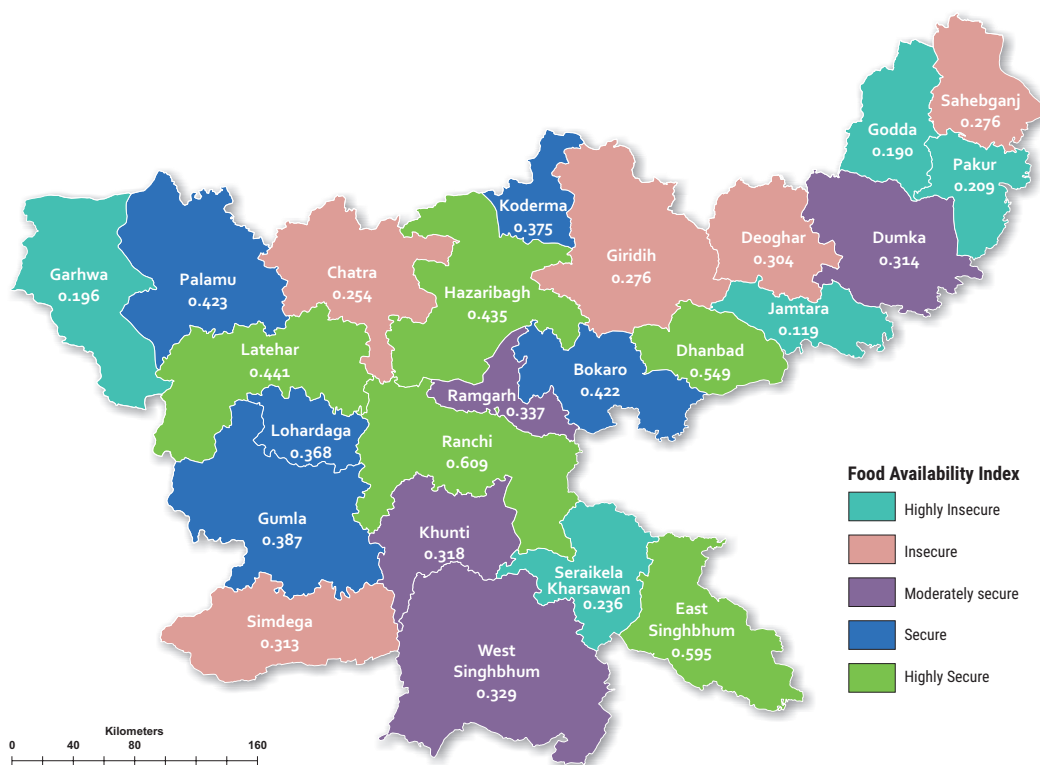 Sahebganj
0.276
Godda
0.190
Pakur
0.209
Koderma
0.375
Giridih
0.276
Deoghar
0.304
Dumka
0.314
Garhwa
0.196
Palamu
0.423
Chatra
0.254
Hazaribagh
0.435
Jamtara
0.119
Latehar
0.441
Dhanbad
0.549
Bokaro
0.422
Ramgarh
0.337
Lohardaga
0.368
Ranchi
0.609
Gumla
0.387
Khunti
0.318
Seraikela
Kharsawan
0.236
Simdega
0.313
East
Singhbhum
0.595
West
Singhbhum
0.329
Food Availability Index
Highly Insecure
Insecure
Moderately secure
Secure
Highly Secure
Kilometers
0 40 80 160